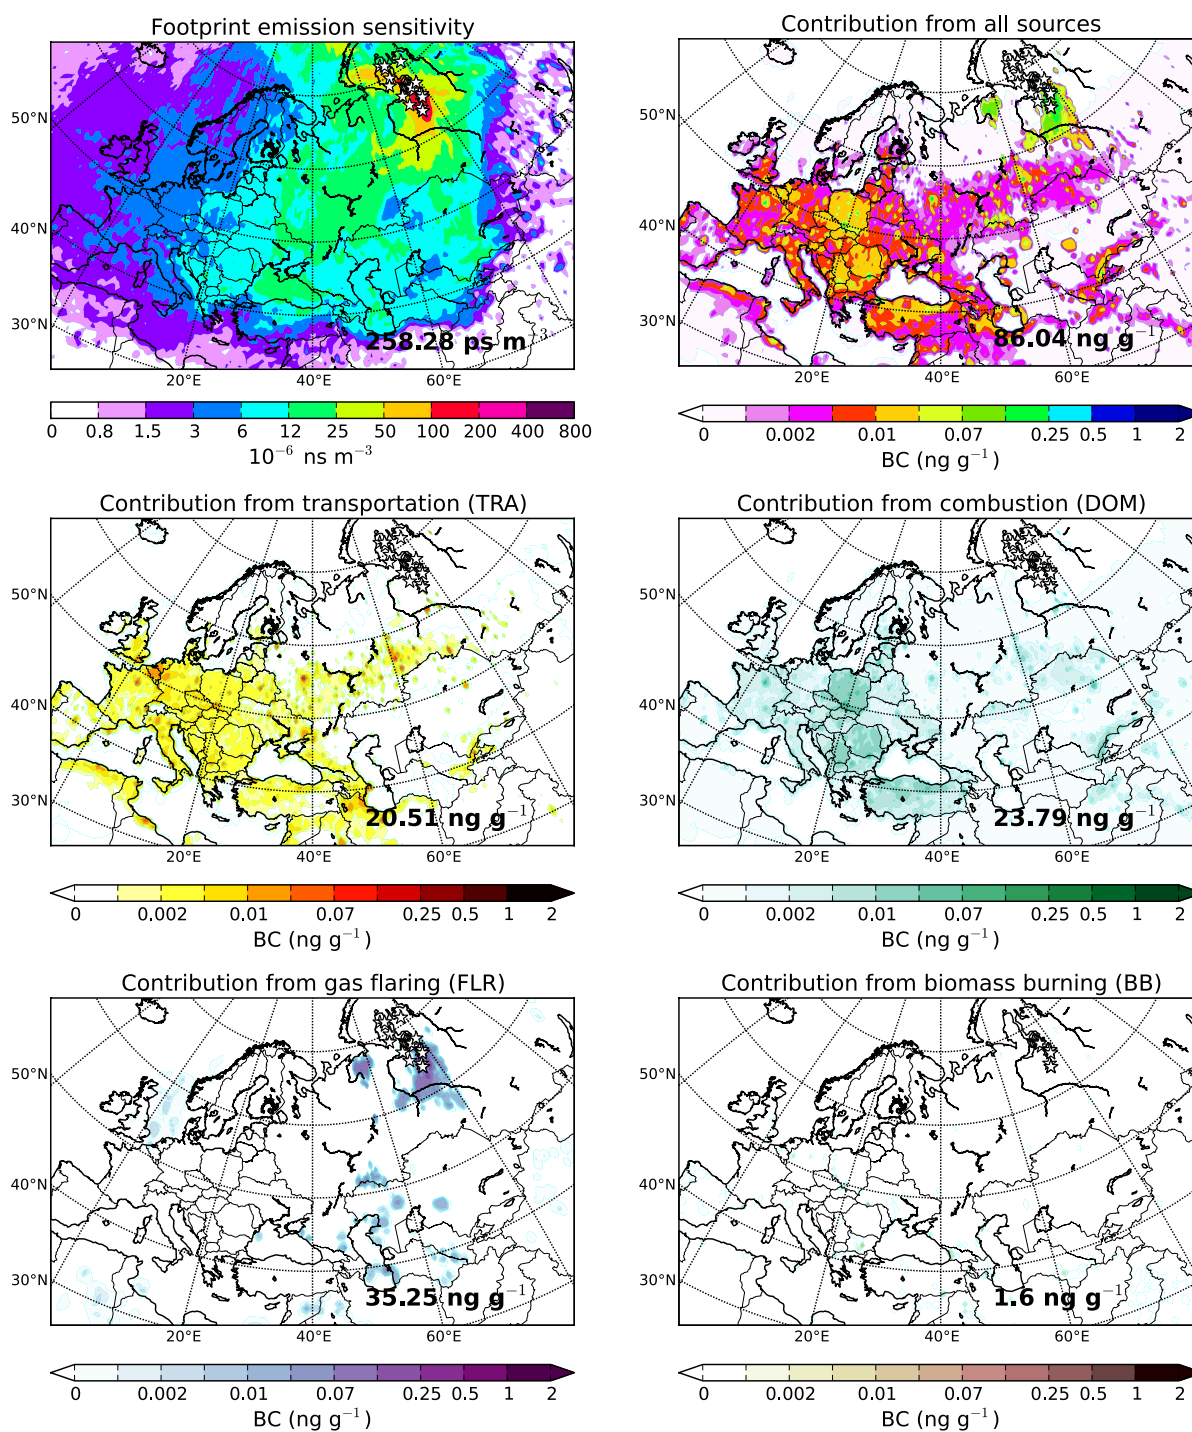 Footprint emission sensitivity
50°N
40°N
30°N
258.28 ps m⁻³
20°E 40°E 60°E
0 0.8 1.5 3 6 12 25 50 100 200 400 800
10⁻⁶ ns m⁻³
Contribution from all sources
50°N
40°N
30°N
86.04 ng g⁻¹
20°E 40°E 60°E
0 0.002 0.01 0.07 0.25 0.5 1 2
BC (ng g⁻¹)
Contribution from transportation (TRA)
50°N
40°N
30°N
20.51 ng g⁻¹
20°E 40°E 60°E
0 0.002 0.01 0.07 0.25 0.5 1 2
BC (ng g⁻¹)
Contribution from combustion (DOM)
50°N
40°N
30°N
23.79 ng g⁻¹
20°E 40°E 60°E
0 0.002 0.01 0.07 0.25 0.5 1 2
BC (ng g⁻¹)
Contribution from gas flaring (FLR)
50°N
40°N
30°N
35.25 ng g⁻¹
20°E 40°E 60°E
0 0.002 0.01 0.07 0.25 0.5 1 2
BC (ng g⁻¹)
Contribution from biomass burning (BB)
50°N
40°N
30°N
1.6 ng g⁻¹
20°E 40°E 60°E
0 0.002 0.01 0.07 0.25 0.5 1 2
BC (ng g⁻¹)